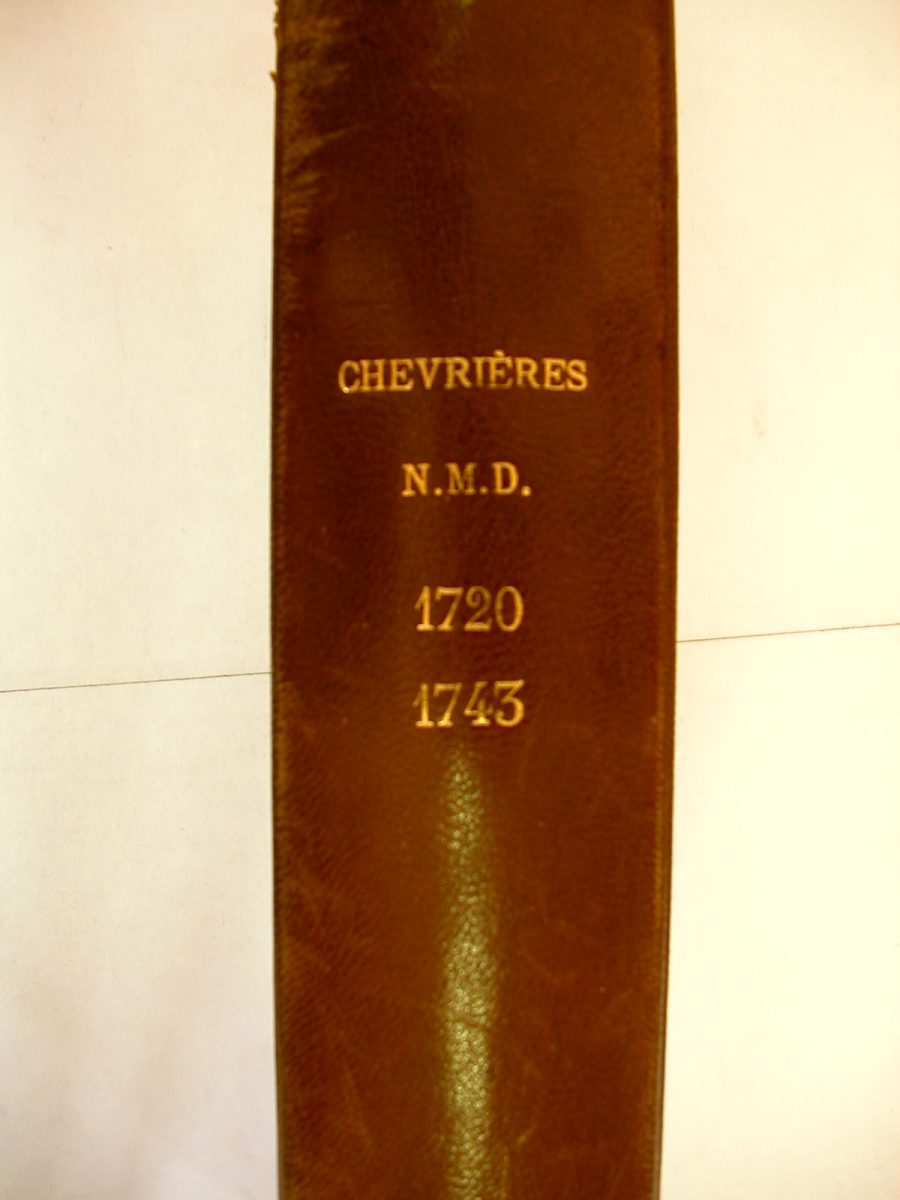 CHEVRIÈRES
N.M.D.
1720
1743